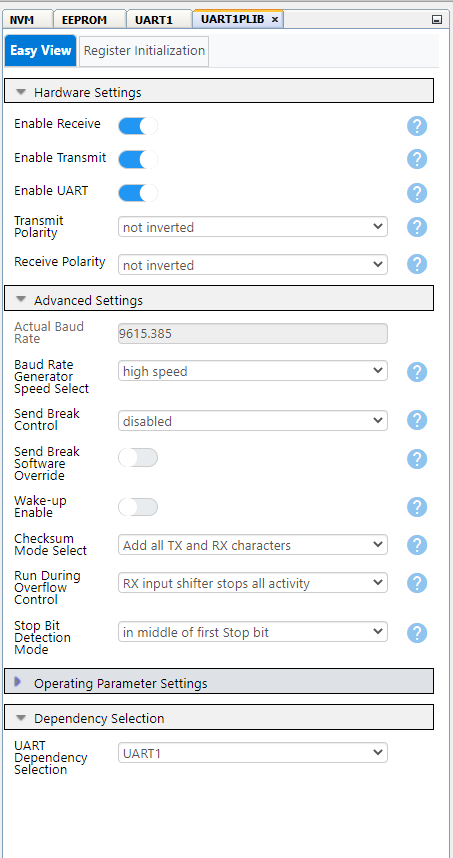 NVM EEPROM UART1 UART1PLIB ×
Easy View Register Initialization
Hardware Settings
Enable Receive ?
Enable Transmit ?
Enable UART ?
Transmit
Polarity
not inverted ?
Receive Polarity not inverted ?
Advanced Settings
Actual Baud
Rate
9615.385
Baud Rate
Generator
Speed Select
high speed ?
Send Break
Control
disabled ?
Send Break
Software
Override
?
Wake-up
Enable
?
Checksum
Mode Select
Add all TX and RX characters ?
Run During
Overflow
Control
RX input shifter stops all activity ?
Stop Bit
Detection
Mode
in middle of first Stop bit ?
Operating Parameter Settings
Dependency Selection
UART
Dependency
Selection
UART1